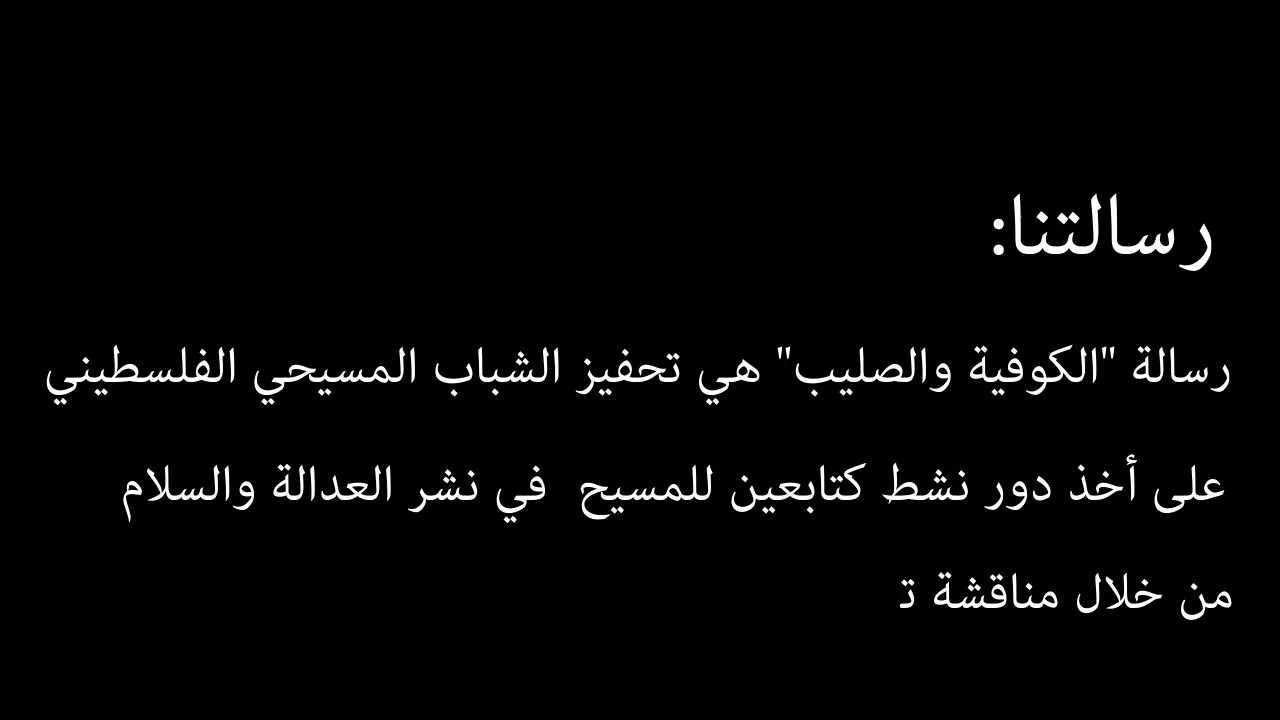 رسالتنا:
رسالة "الكوفية والصليب" هي تحفيز الشباب المسيحي الفلسطيني
على أخذ دور نشط كتابعين للمسيح في نشر العدالة والسلام
من خلال مناقشة ت